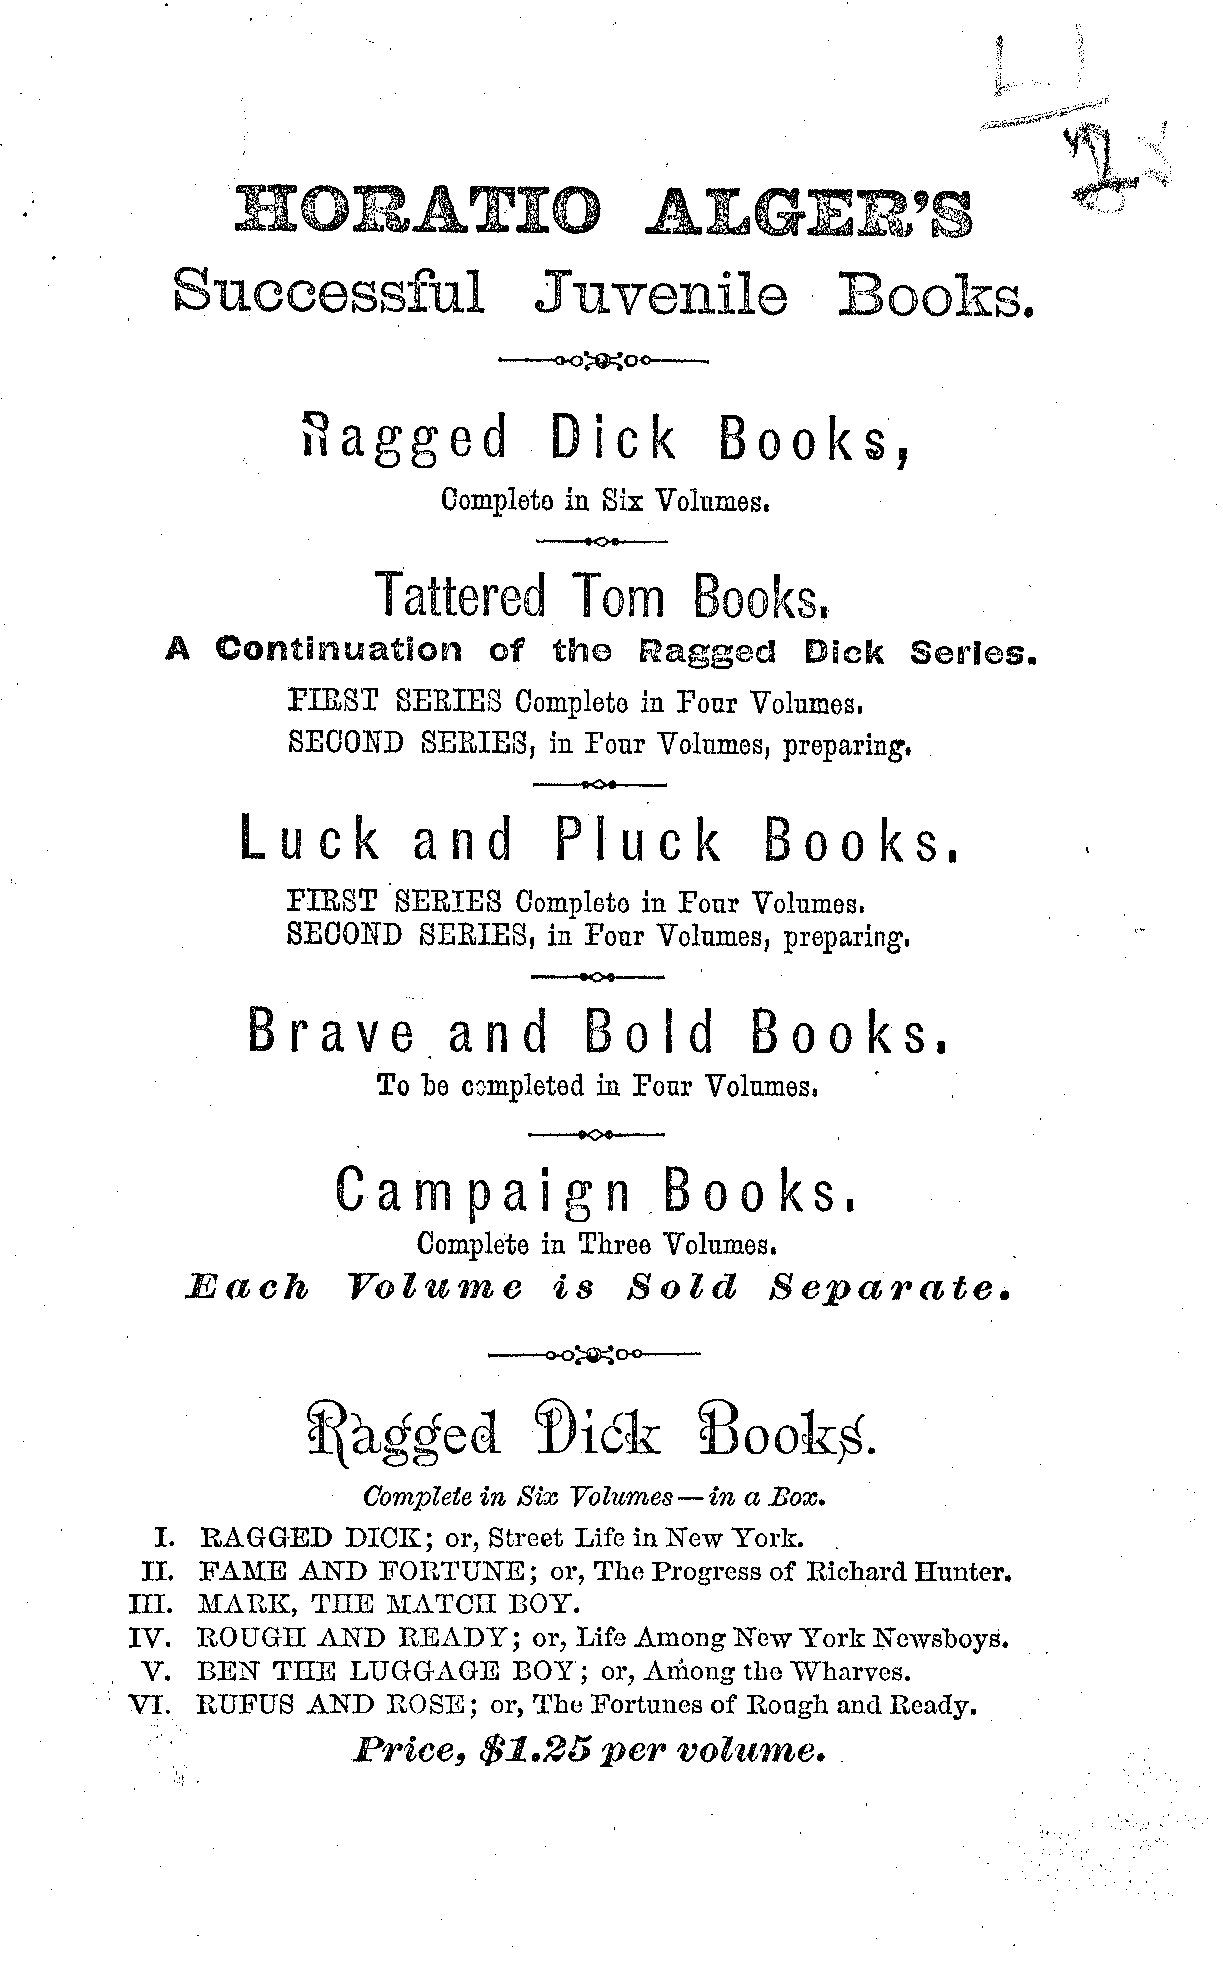 HORATIO ALGER'S
Successful Juvenile Books.
Ragged Dick Books,
Complete in Six Volumes.
Tattered Tom Books.
A Continuation of the Ragged Dick Series.
FIRST SERIES Complete in Four Volumes.
SECOND SERIES, in Four Volumes, preparing.
Luck and Pluck Books.
FIRST SERIES Complete in Four Volumes.
SECOND SERIES, in Four Volumes, preparing.
Brave and Bold Books.
To be completed in Four Volumes.
Campaign Books.
Complete in Three Volumes.
Each Volume is Sold Separate.
Ragged Dick Books.
Complete in Six Volumes—in a Box.
I. RAGGED DICK; or, Street Life in New York.
II. FAME AND FORTUNE; or, The Progress of Richard Hunter.
III. MARK, THE MATCH BOY.
IV. ROUGH AND READY; or, Life Among New York Newsboys.
V. BEN THE LUGGAGE BOY; or, Among the Wharves.
VI. RUFUS AND ROSE; or, The Fortunes of Rough and Ready.
Price, $1.25 per volume.